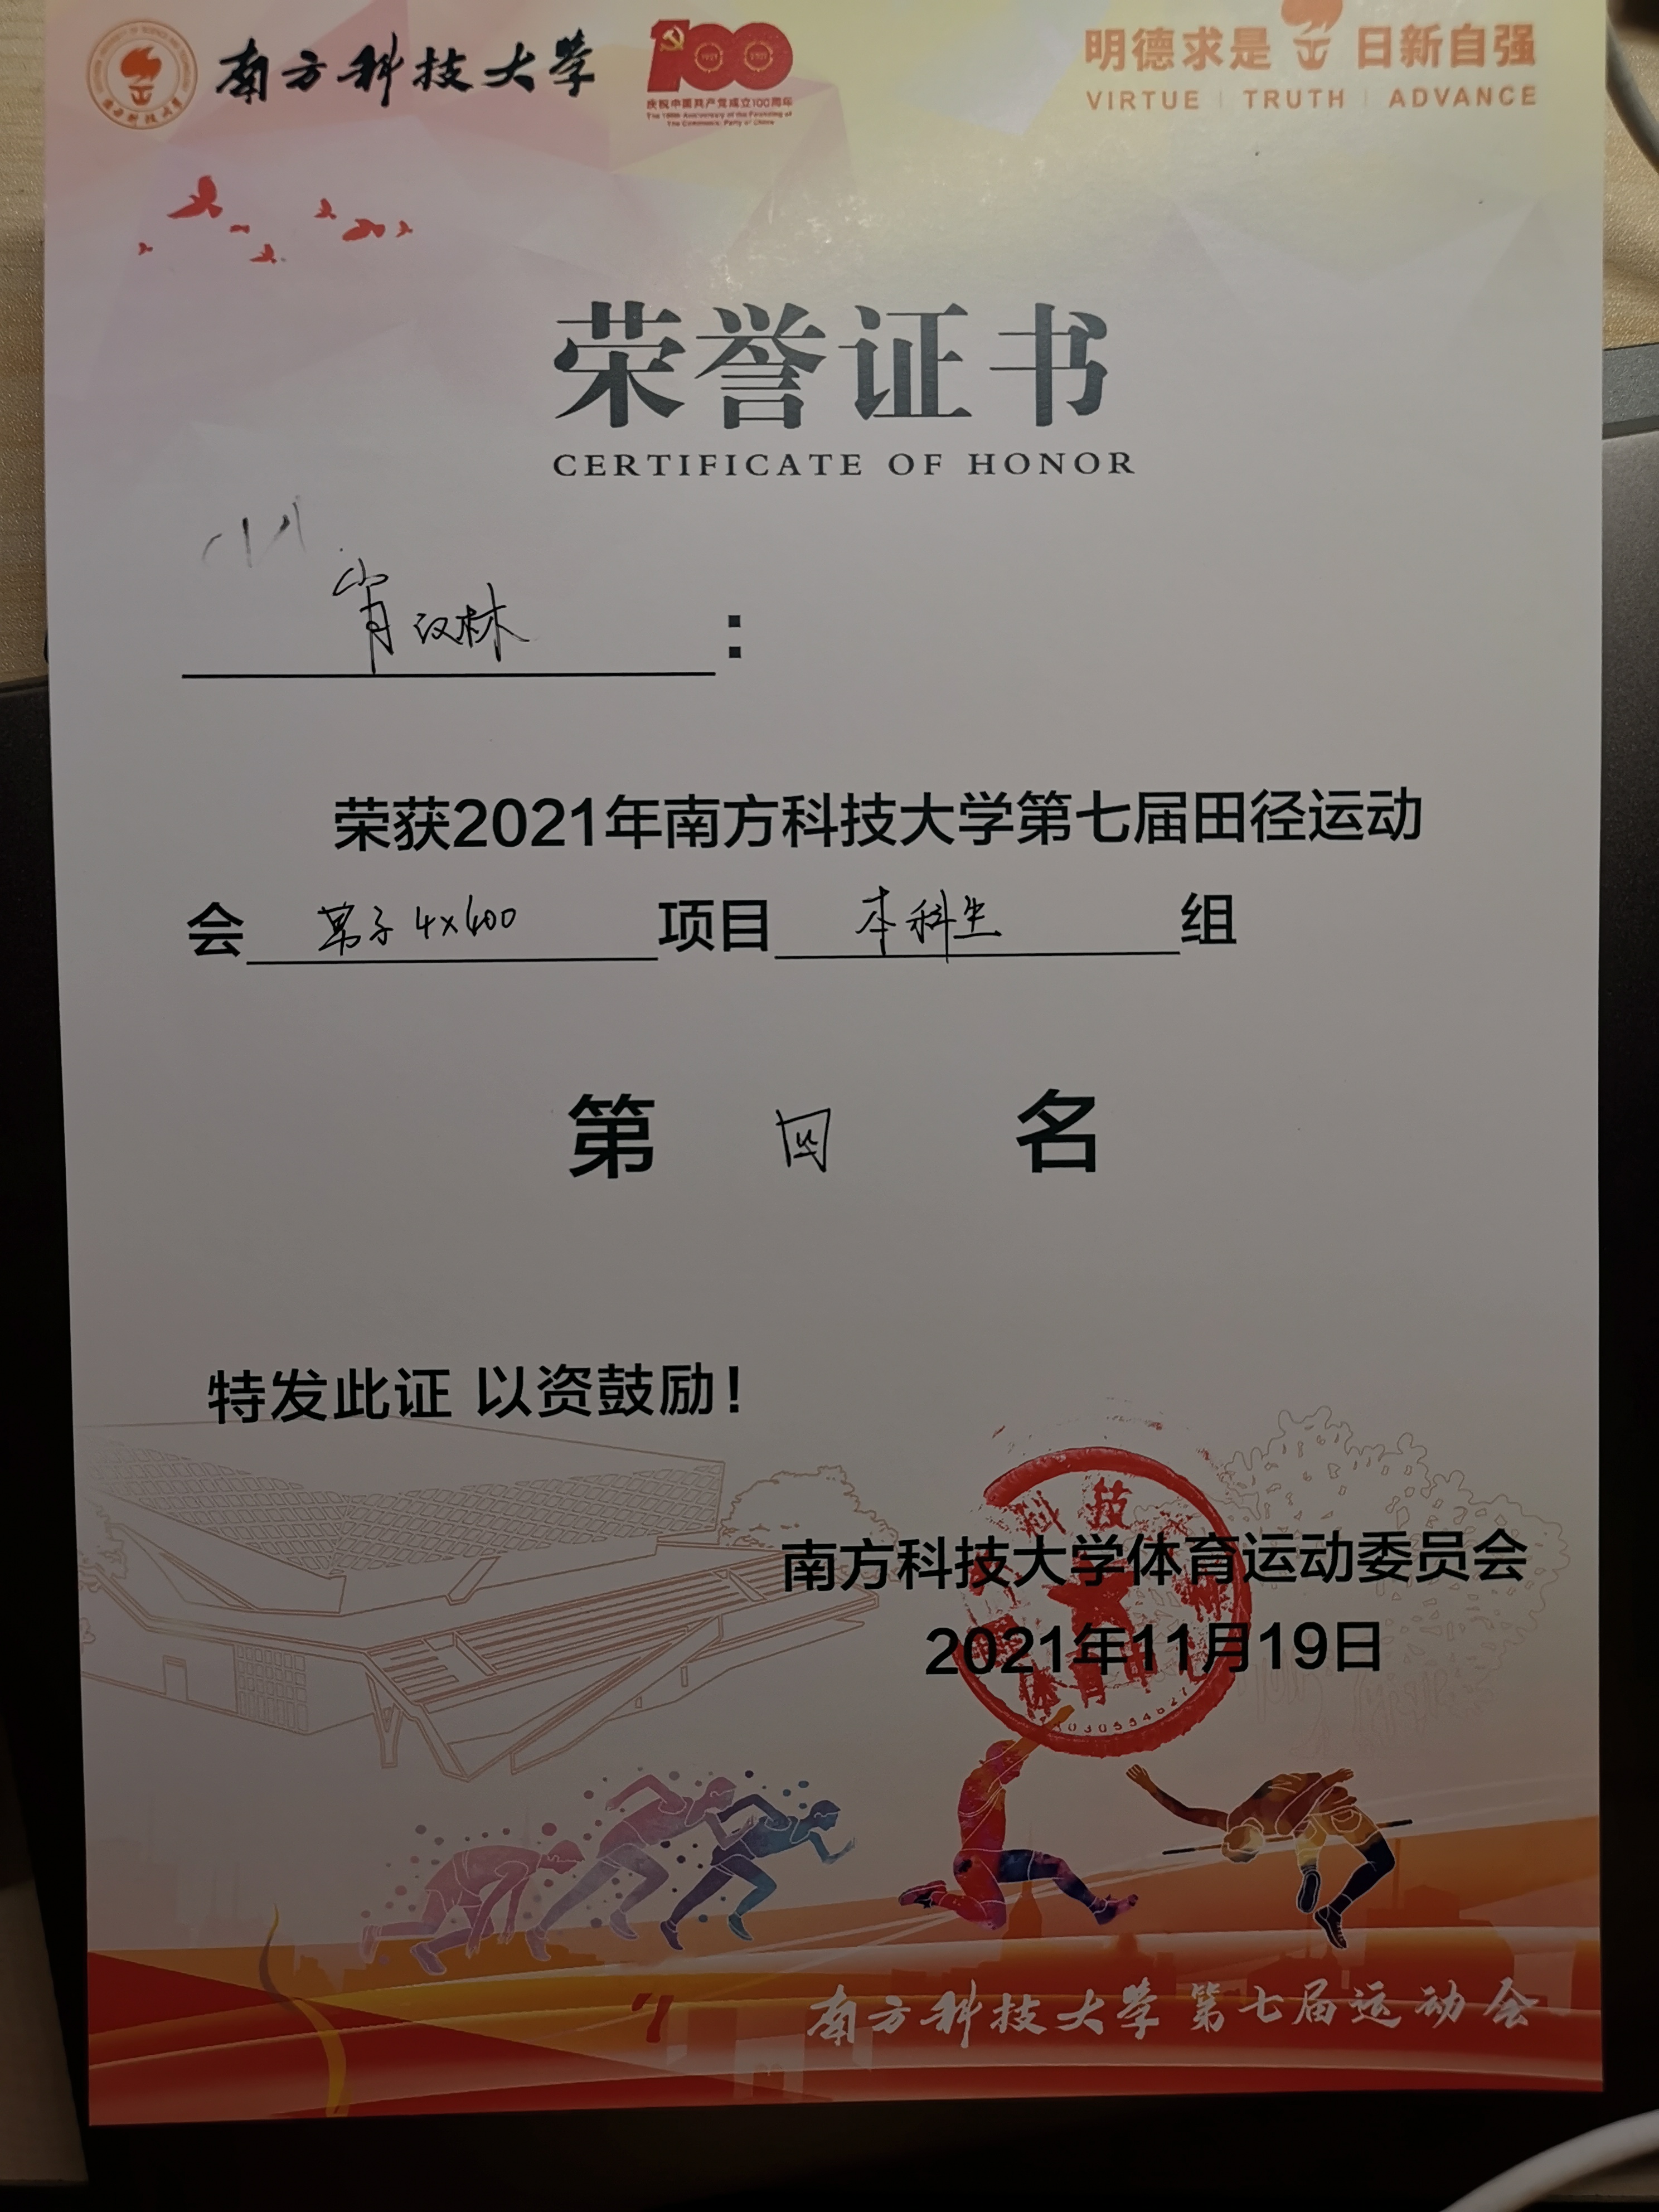 南方科技大学
100
庆祝中国共产党成立100周年
The 100th Anniversary of the Founding of
The Communist Party of China
明德求是 日新自强
VIRTUE | TRUTH | ADVANCE
荣誉证书
CERTIFICATE OF HONOR
肖汉林：
荣获2021年南方科技大学第七届田径运动
会 男子4x400 项目 本科生 组
第 四 名
特发此证 以资鼓励！
南方科技大学体育运动委员会
2021年11月19日
科技
体育中
南方科技大学第七届运动会